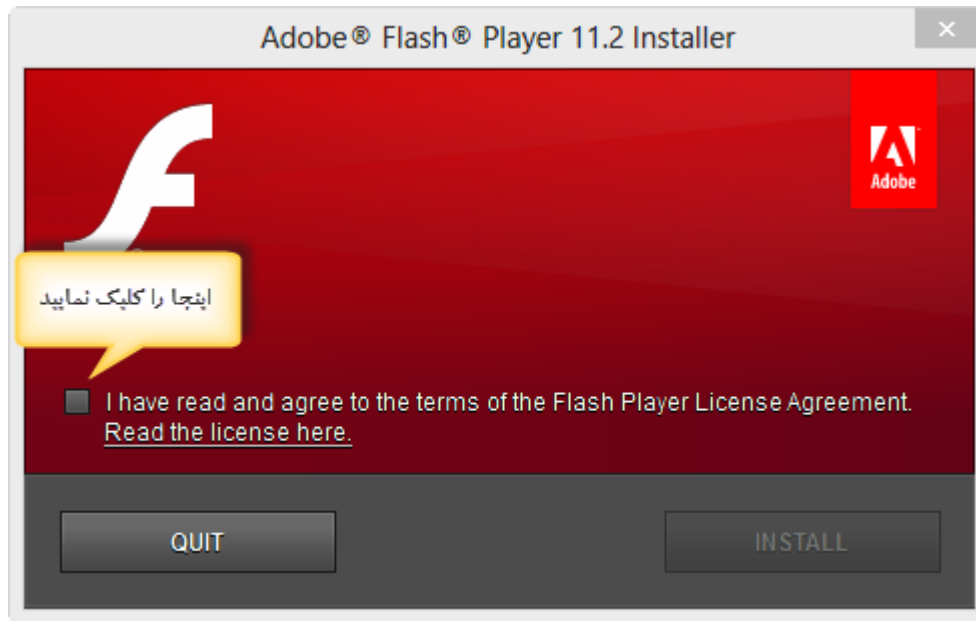 Adobe® Flash® Player 11.2 Installer
Adobe
اینجا را کلیک نمایید
I have read and agree to the terms of the Flash Player License Agreement.
Read the license here.
QUIT
INSTALL